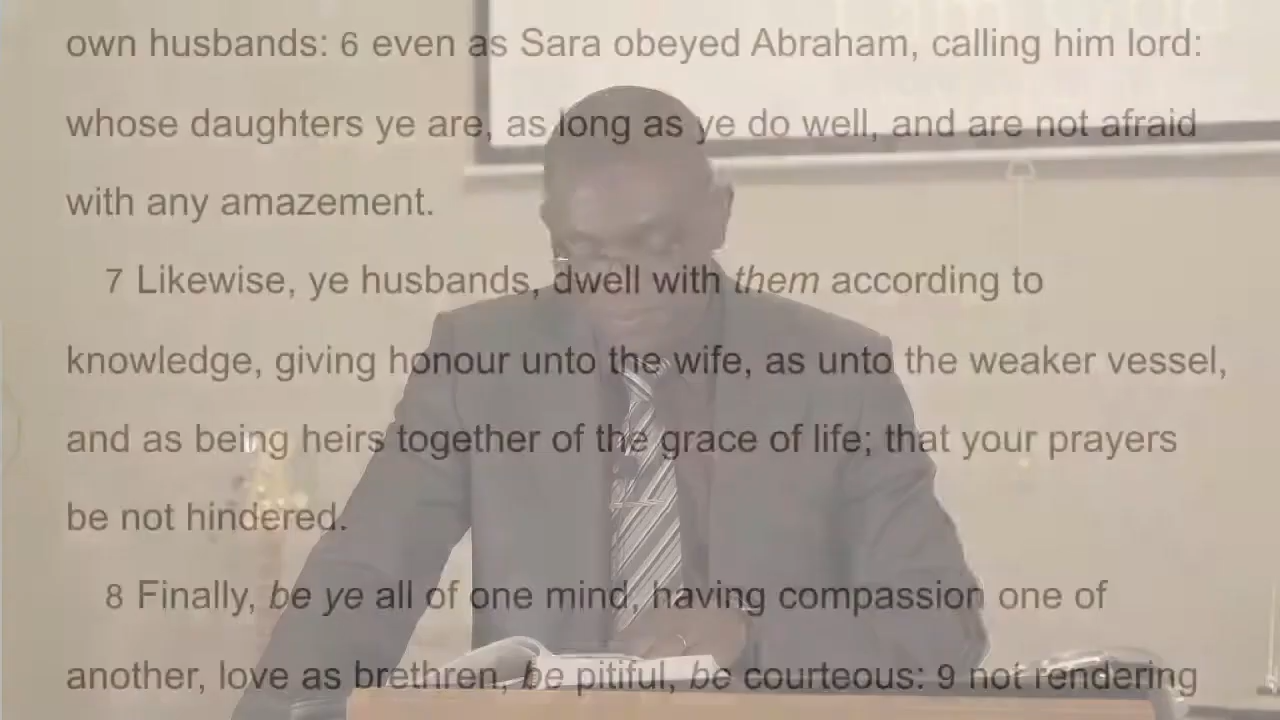 own husbands: 6 even as Sara obeyed Abraham, calling him lord:
whose daughters ye are, as long as ye do well, and are not afraid
with any amazement.
7 Likewise, ye husbands, dwell with them according to
knowledge, giving honour unto the wife, as unto the weaker vessel,
and as being heirs together of the grace of life; that your prayers
be not hindered.
8 Finally, be ye all of one mind, having compassion one of
another, love as brethren, be pitiful, be courteous: 9 not rendering